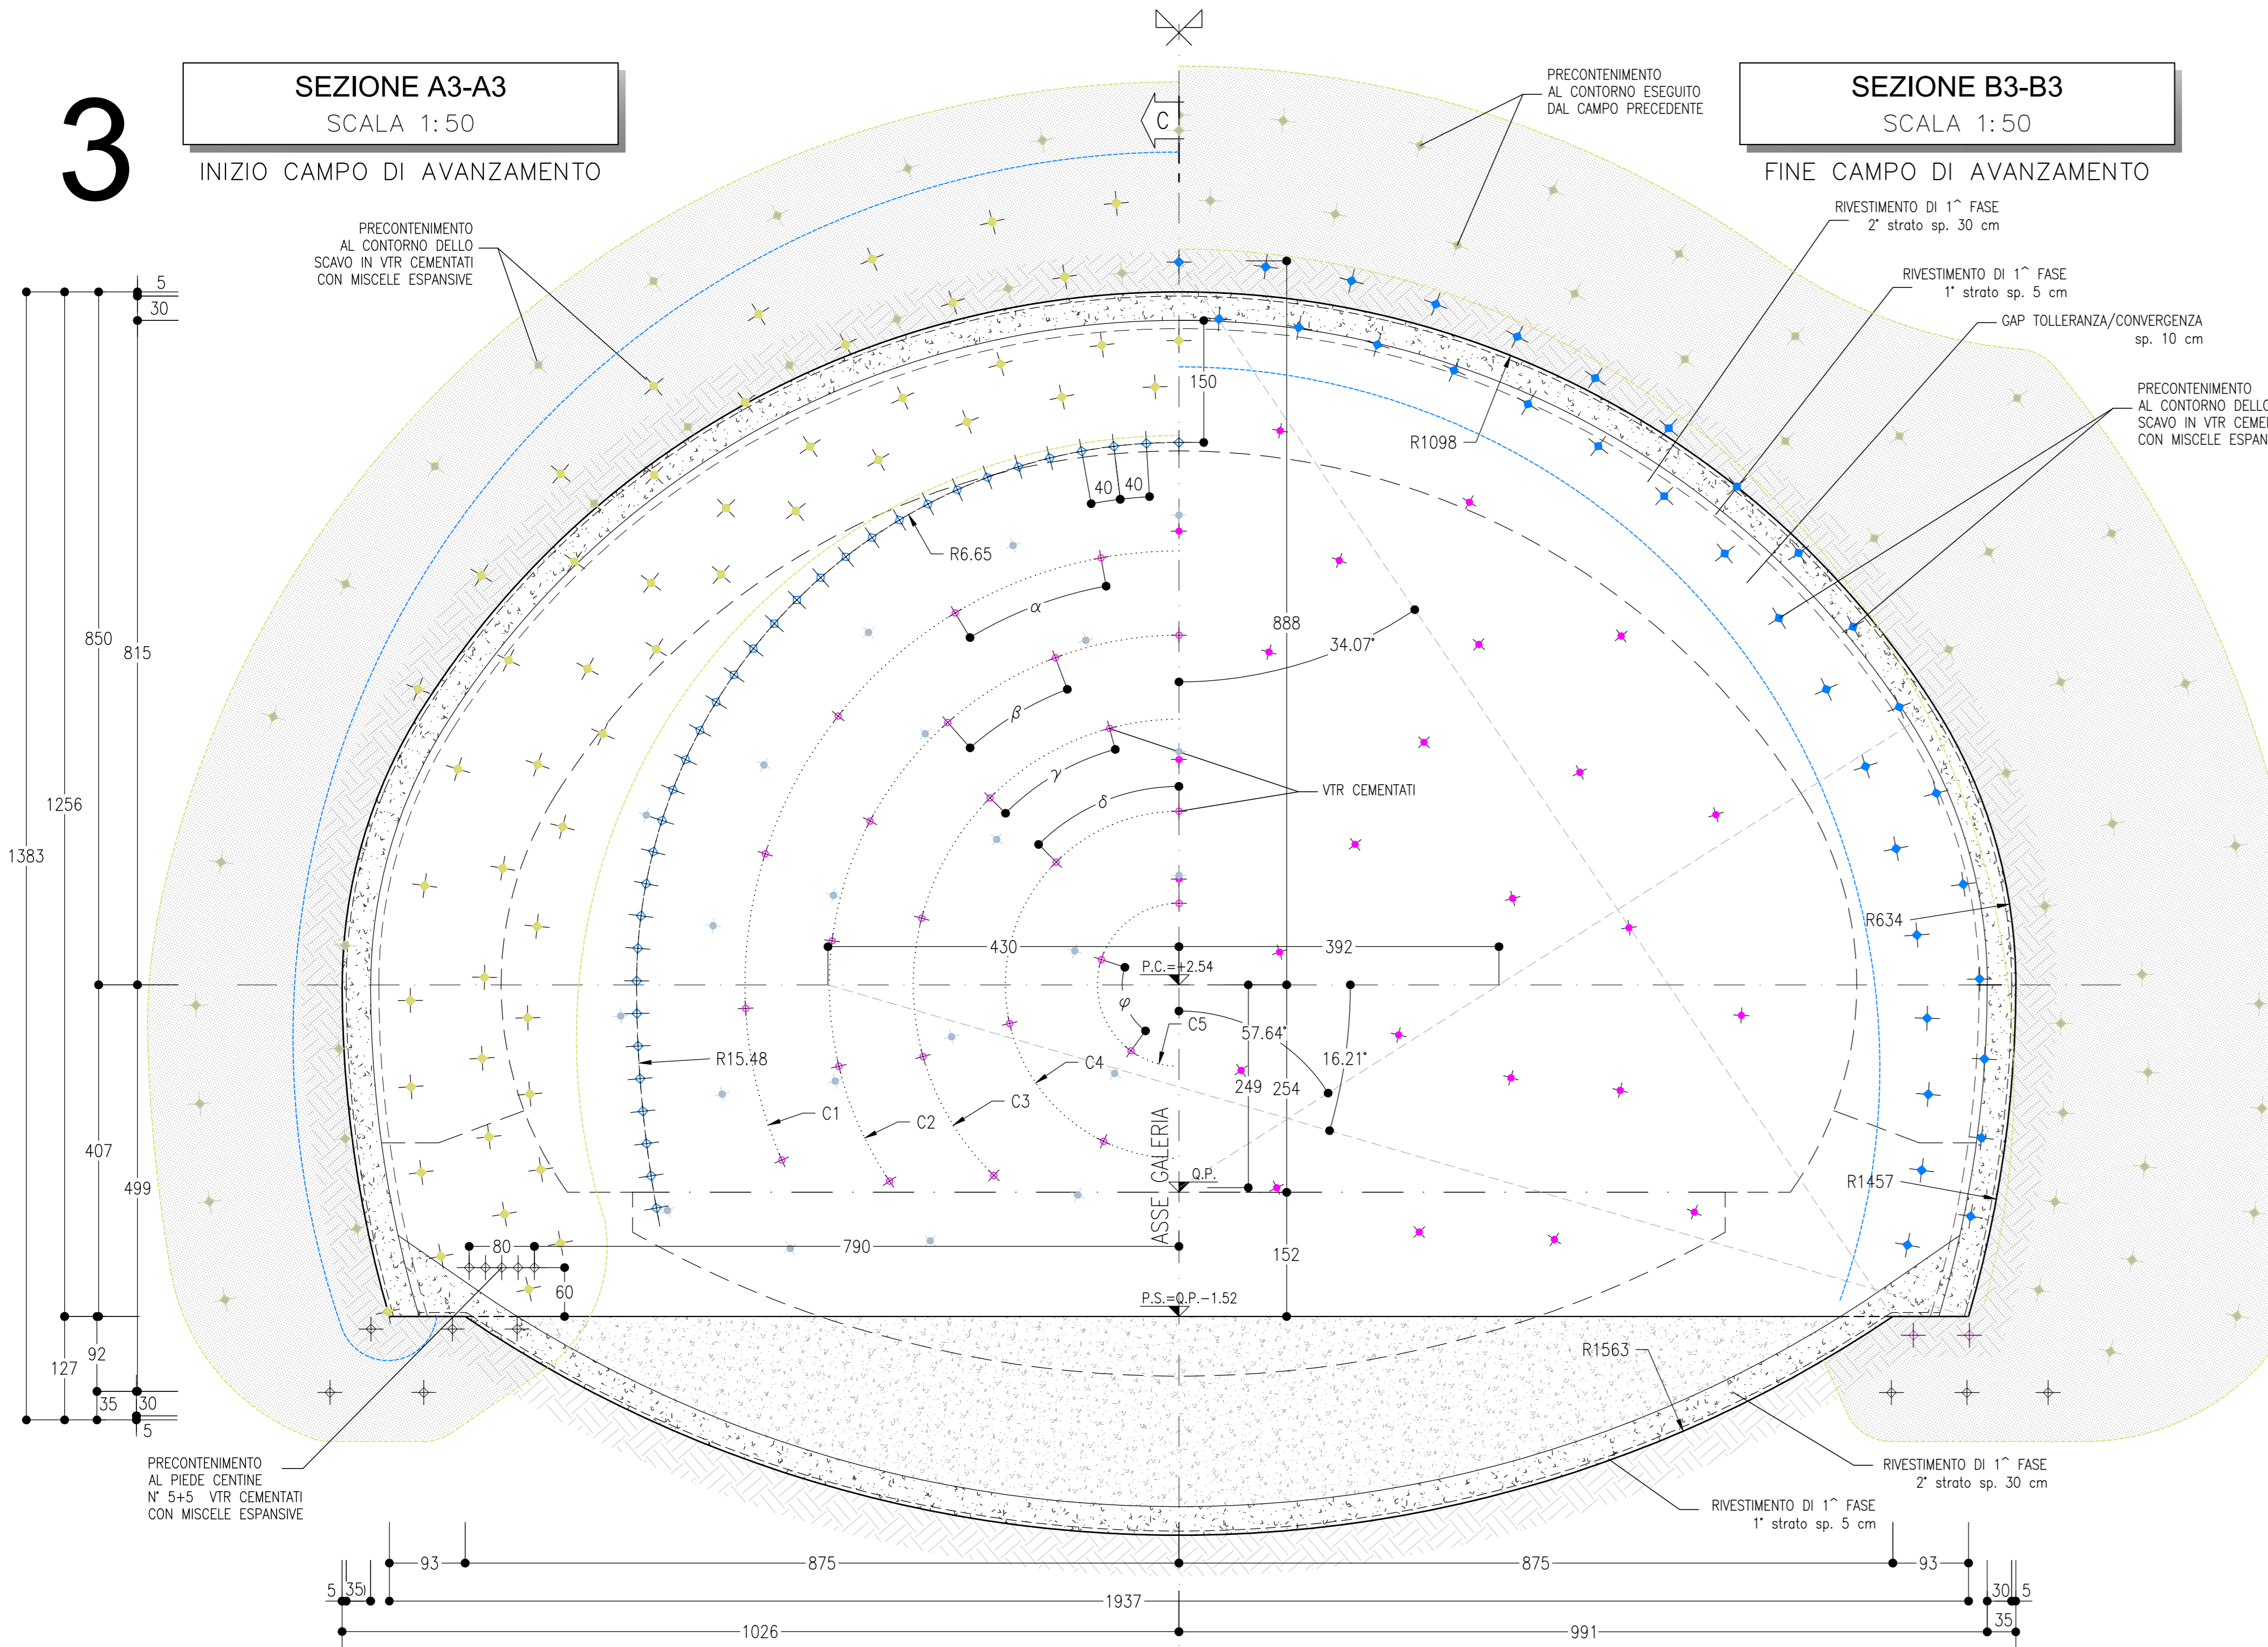 3
SEZIONE A3-A3
SCALA 1:50
INIZIO CAMPO DI AVANZAMENTO
C
SEZIONE B3-B3
SCALA 1:50
FINE CAMPO DI AVANZAMENTO
PRECONTENIMENTO
AL CONTORNO ESEGUITO
DAL CAMPO PRECEDENTE
RIVESTIMENTO DI 1^ FASE
2° strato sp. 30 cm
RIVESTIMENTO DI 1^ FASE
1° strato sp. 5 cm
GAP TOLLERANZA/CONVERGENZA
sp. 10 cm
PRECONTENIMENTO
AL CONTORNO DELLO
SCAVO IN VTR CEMEN
CON MISCELE ESPAN
PRECONTENIMENTO
AL CONTORNO DELLO
SCAVO IN VTR CEMENTATI
CON MISCELE ESPANSIVE
5
30
850
815
1256
1383
407
499
127
92
35
30
5
150
R1098
40
40
R6.65
α
β
γ
δ
φ
888
34.07°
VTR CEMENTATI
430
392
P.C.=+2.54
R634
C5
57.64°
16.21°
249
254
R15.48
C4
C3
C2
C1
ASSE GALERIA
Q.P.
R1457
80
790
152
60
P.S.=Q.P.-1.52
R1563
PRECONTENIMENTO
AL PIEDE CENTINE
N° 5+5 VTR CEMENTATI
CON MISCELE ESPANSIVE
RIVESTIMENTO DI 1^ FASE
2° strato sp. 30 cm
RIVESTIMENTO DI 1^ FASE
1° strato sp. 5 cm
93
875
875
93
5
35
1937
30
5
1026
991
35